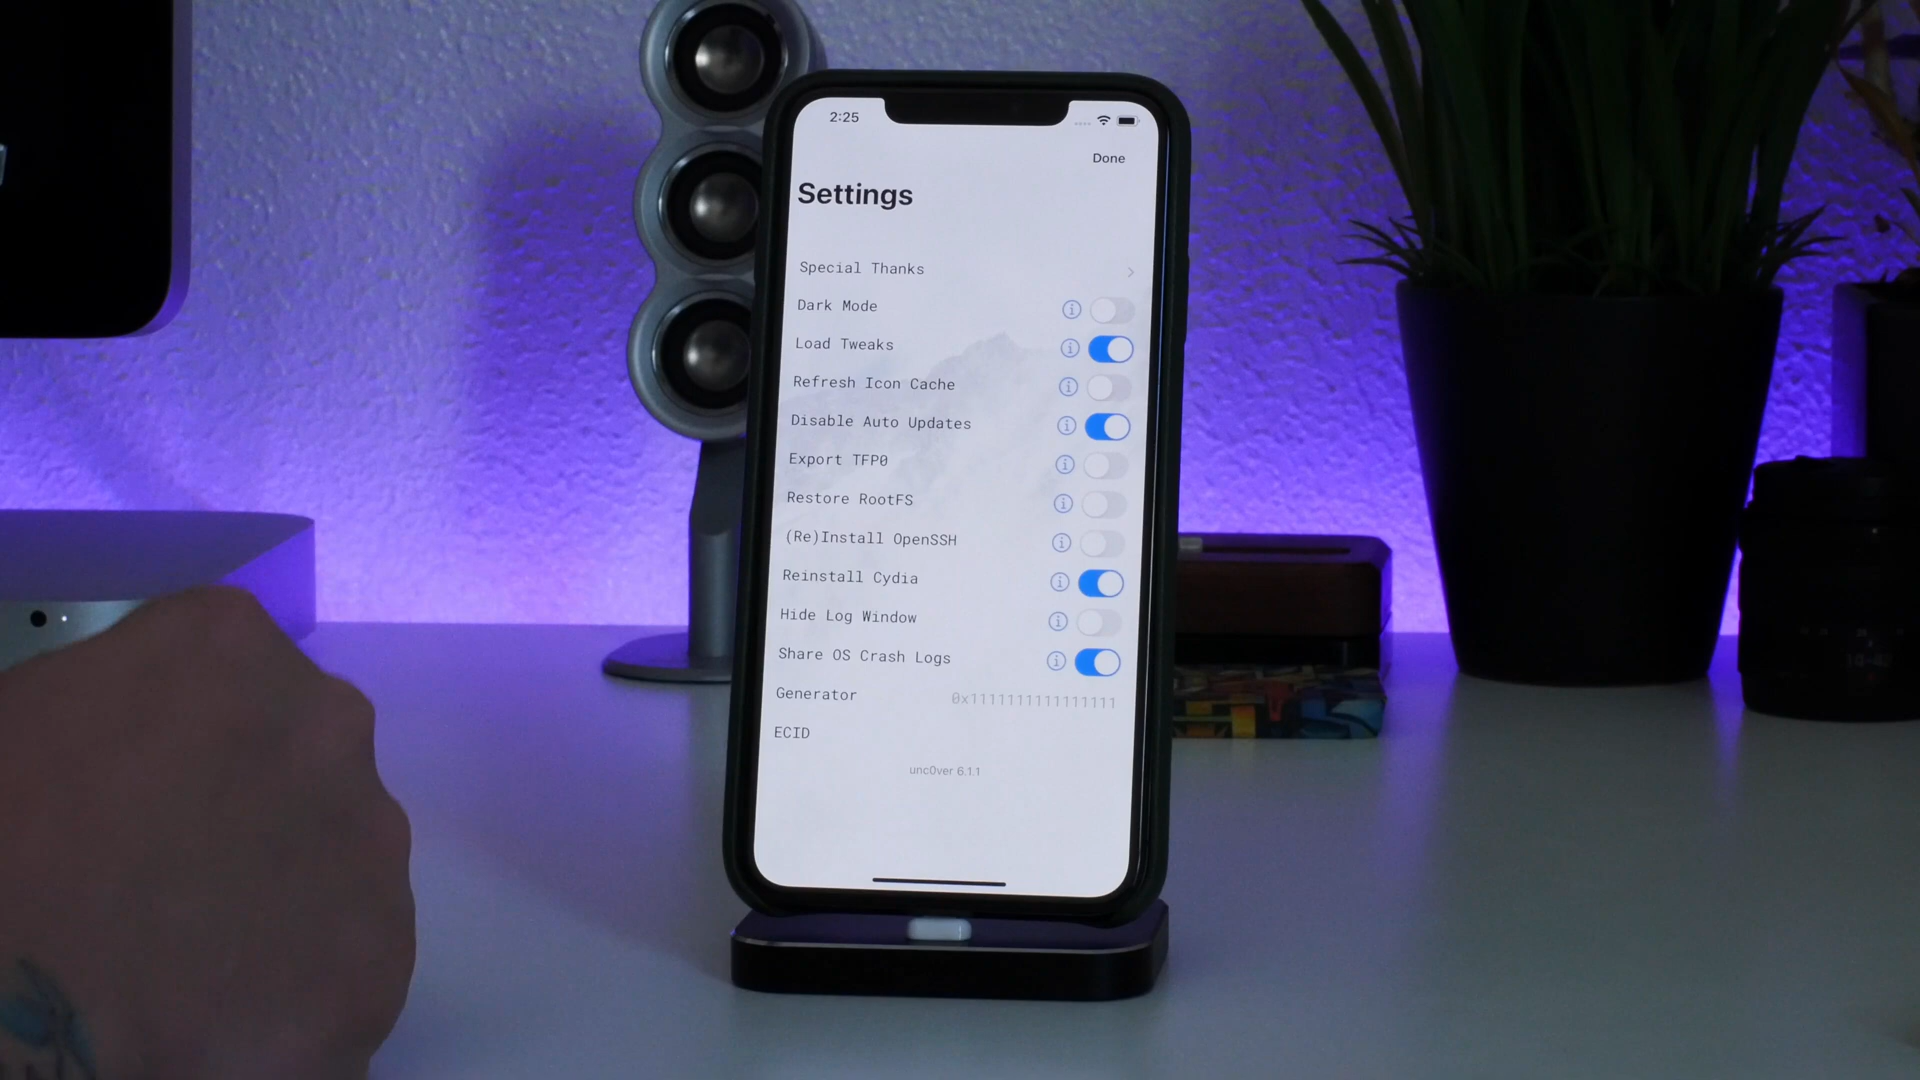 2:25
Done
Settings
Special Thanks
Dark Mode
Load Tweaks
Refresh Icon Cache
Disable Auto Updates
Export TFP0
Restore RootFS
(Re)Install OpenSSH
Reinstall Cydia
Hide Log Window
Share OS Crash Logs
Generator 0x1111111111111111
ECID
unc0ver 6.1.1